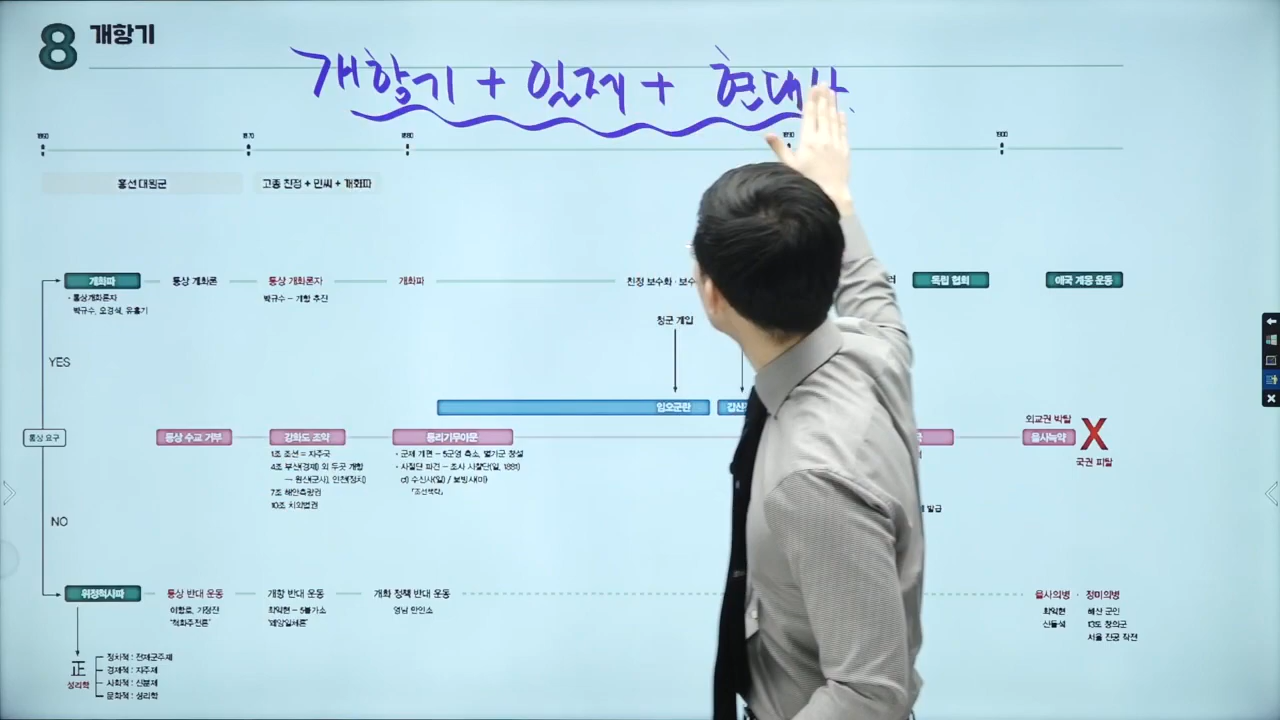 8 개항기
개항기 + 일제 + 현대사
1860 1870 1880 1890 1900
흥선 대원군 고종 친정 + 민씨 + 개화파
개화파 통상 개화론 통상 개화론자 개화파 친정 보수화 · 보수 독립 협회 애국 계몽 운동
· 통상개화론자 박규수 - 개항 추진
박규수, 오경석, 유홍기
청군 개입
YES
임오군란 갑신
외교권 박탈
통상 요구 통상 수교 거부 강화도 조약 통리기무아문 을사늑약 X
국권 피탈
1조 조선 = 자주국 · 군제 개편 - 5군영 축소, 별기군 창설
4조 부산(경제) 외 두곳 개항 · 사절단 파견 - 조사 시찰단(일, 1881)
→ 원산(군사), 인천(정치) cf) 수신사(일) / 보빙사(미)
7조 해안측량권 『조선책략』
10조 치외법권
발급
NO
위정척사파 통상 반대 운동 개항 반대 운동 개화 정책 반대 운동 을사의병 · 정미의병
이항로, 기정진 최익현 - 5불가소 영남 만인소 최익현 해산 군인
"척화주전론" "왜양일체론" 신돌석 13도 창의군
서울 진공 작전
正 성리학
정치적 : 전제군주제
경제적 : 지주제
사회적 : 신분제
문화적 : 성리학